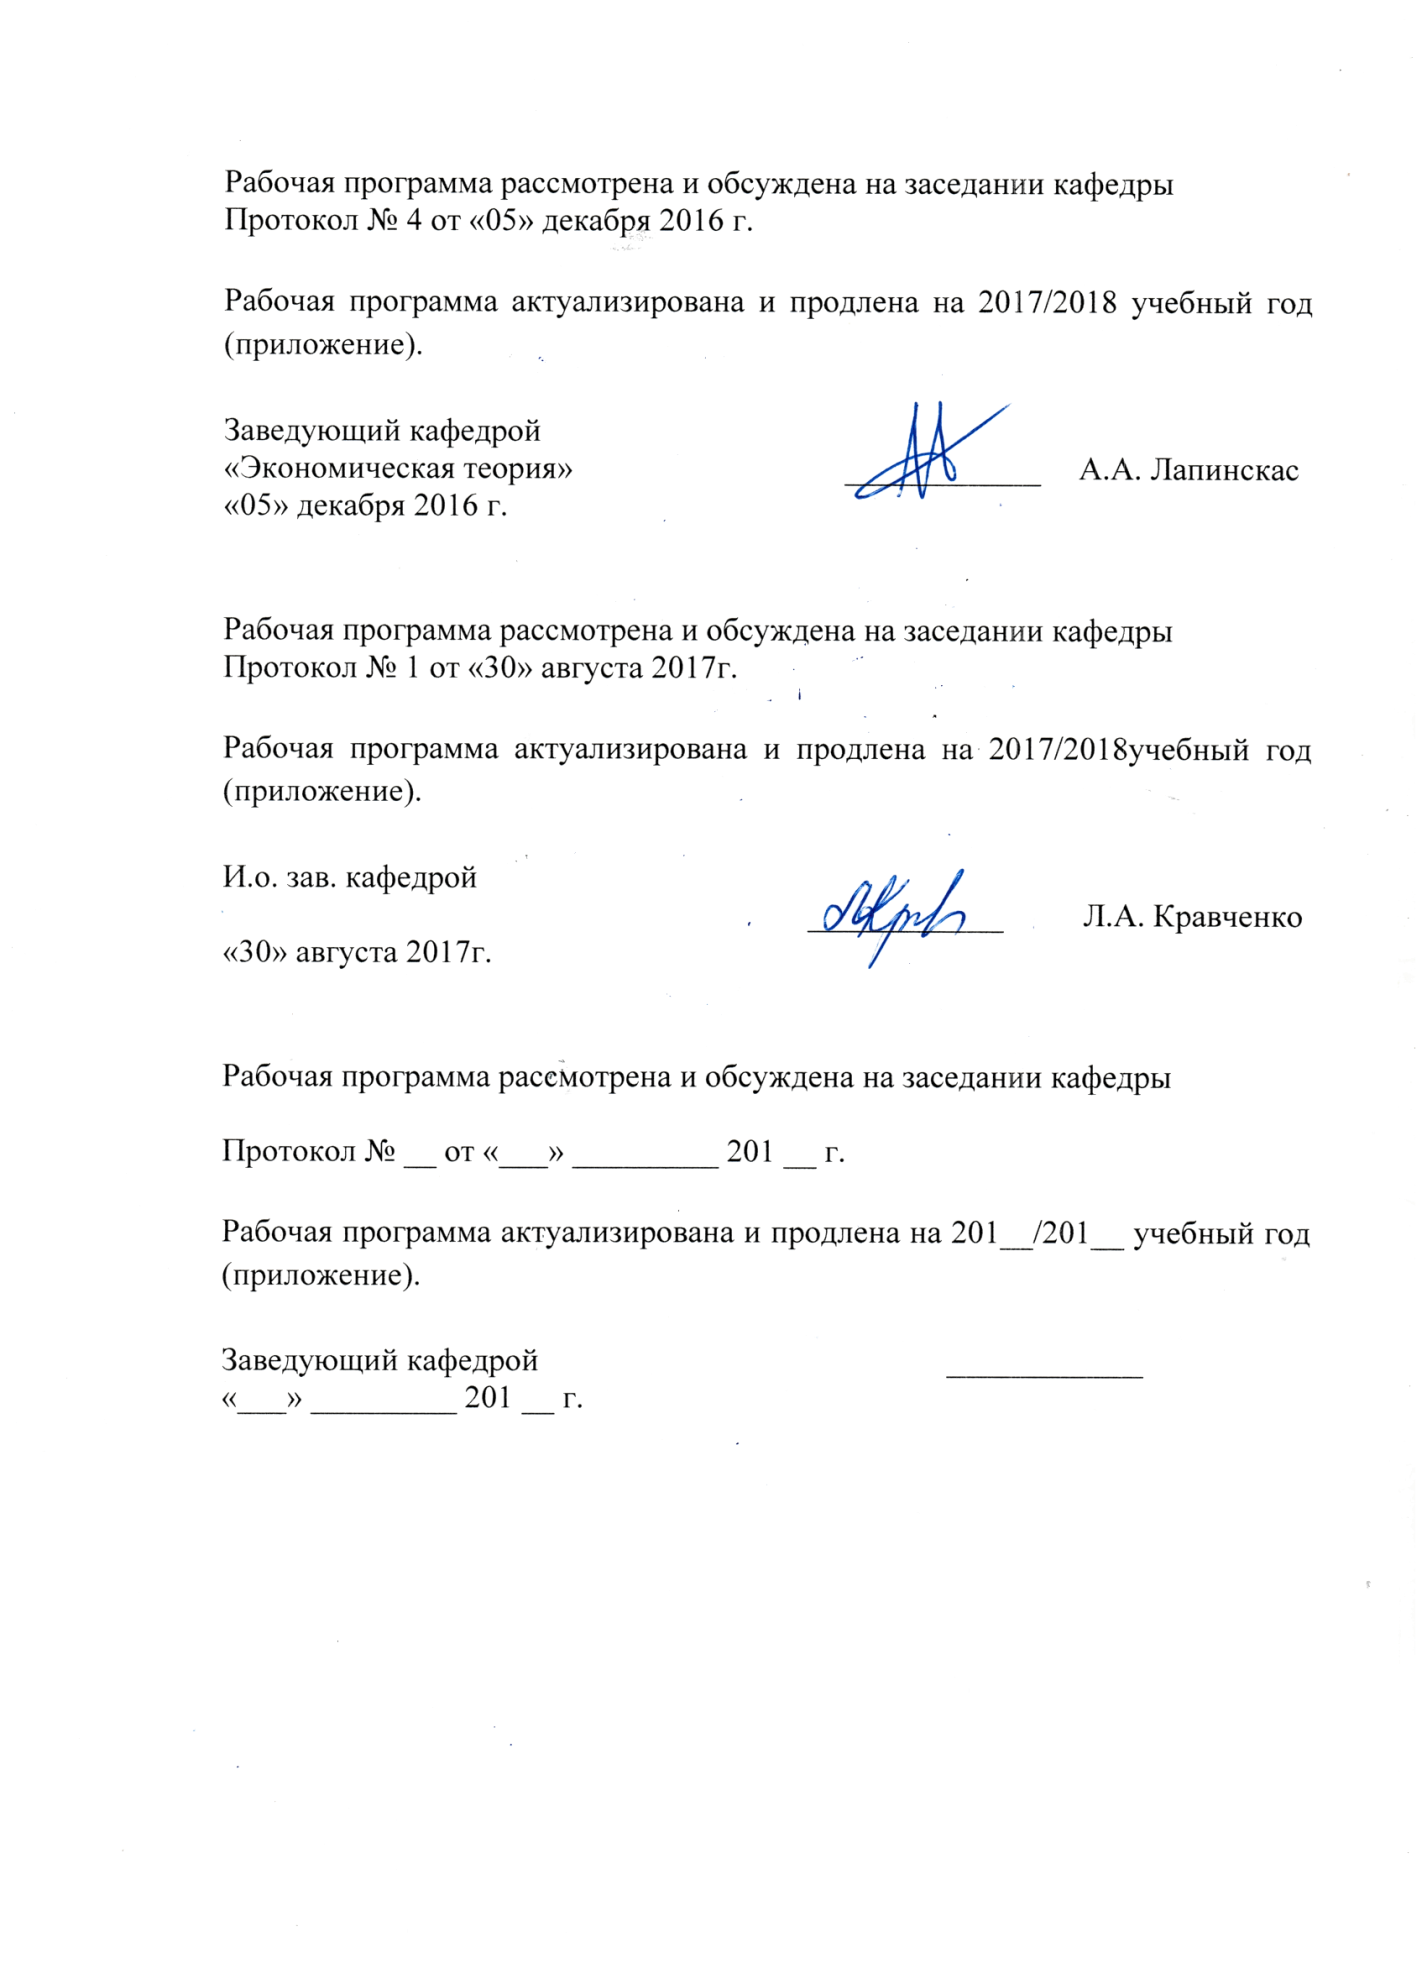 Рабочая программа рассмотрена и обсуждена на заседании кафедры
Протокол № 4 от «05» декабря 2016 г.
Рабочая программа актуализирована и продлена на 2017/2018 учебный год
(приложение).
Заведующий кафедрой
«Экономическая теория» ____________ А.А. Лапинскас
«05» декабря 2016 г.
Рабочая программа рассмотрена и обсуждена на заседании кафедры
Протокол № 1 от «30» августа 2017г.
Рабочая программа актуализирована и продлена на 2017/2018учебный год
(приложение).
И.о. зав. кафедрой
____________ Л.А. Кравченко
«30» августа 2017г.
Рабочая программа рассмотрена и обсуждена на заседании кафедры
Протокол № __ от «___» _________ 201 __ г.
Рабочая программа актуализирована и продлена на 201__/201__ учебный год
(приложение).
Заведующий кафедрой ____________
«___» _________ 201 __ г.